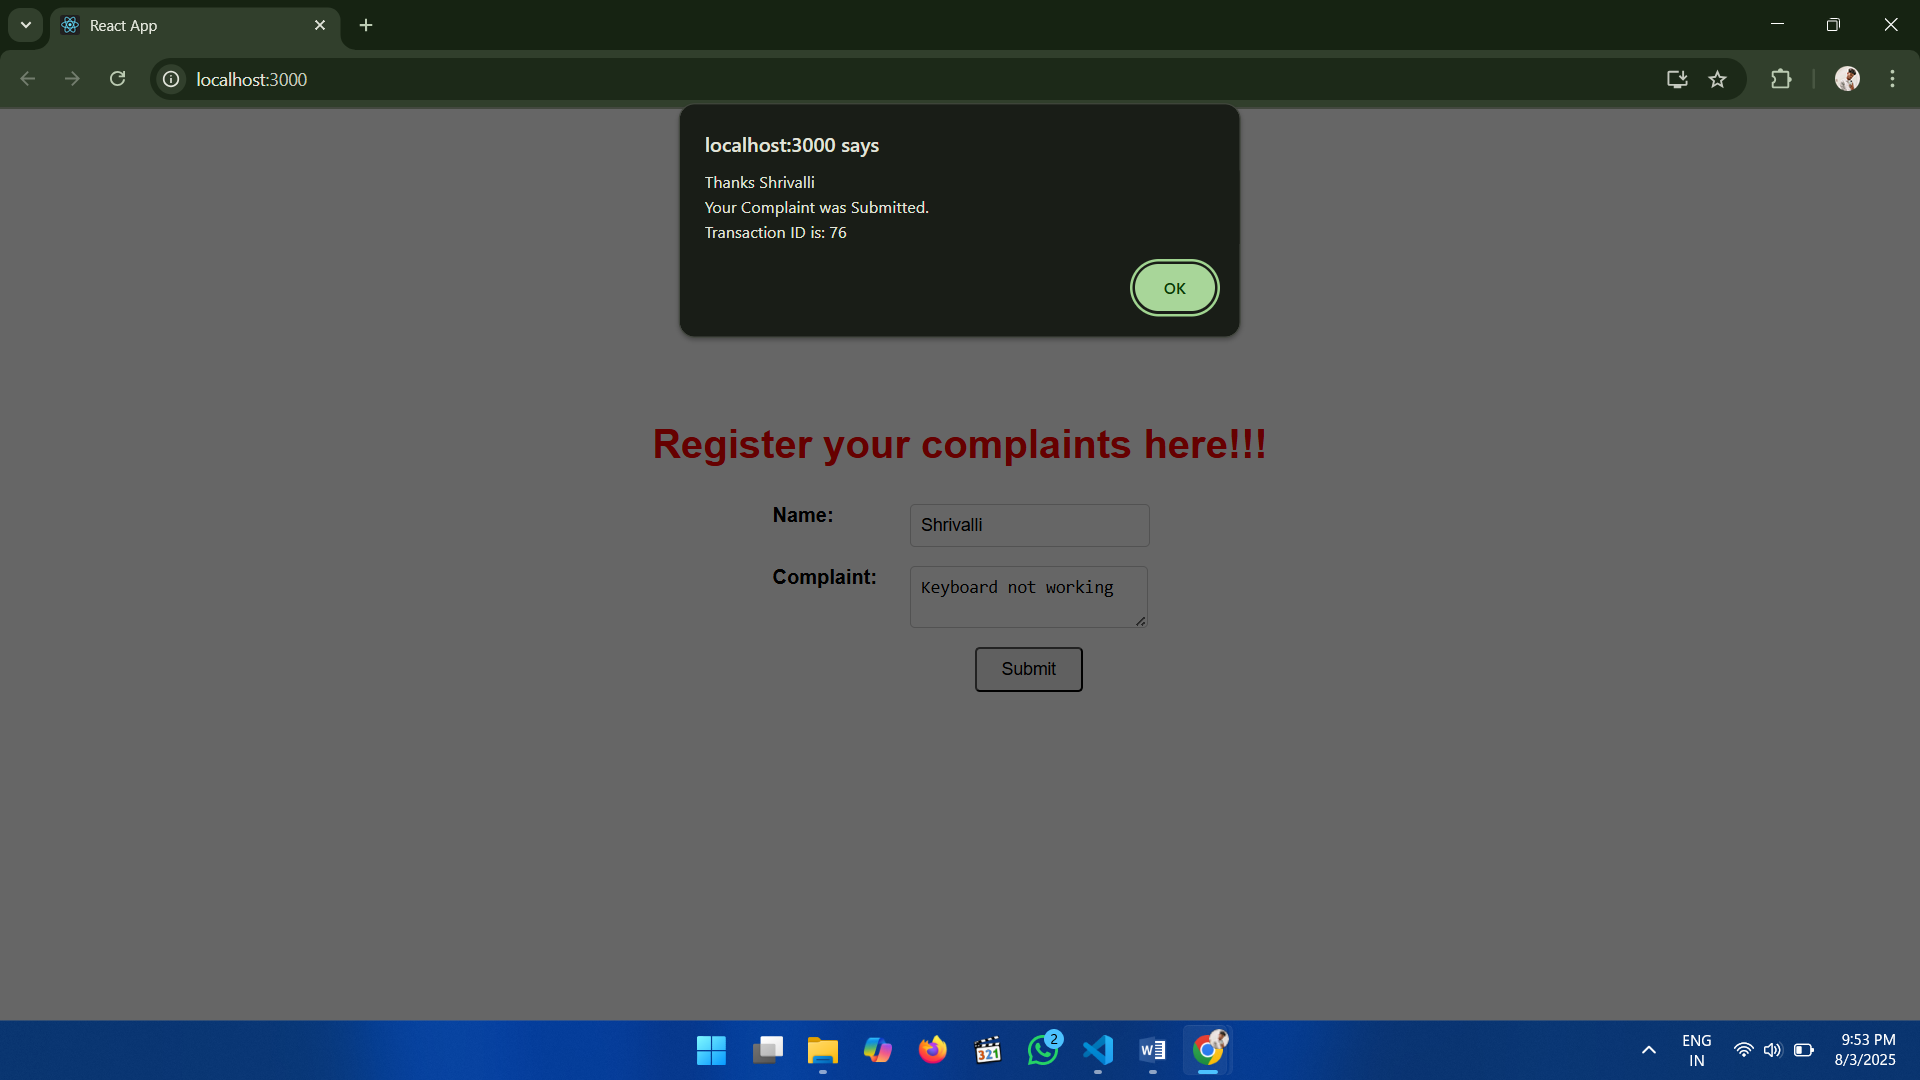 React App
localhost:3000
localhost:3000 says
Thanks Shrivalli
Your Complaint was Submitted.
Transaction ID is: 76
OK
Register your complaints here!!!
Name:
Shrivalli
Complaint:
Keyboard not working
Submit
321
2
W
ENG
IN
9:53 PM
8/3/2025